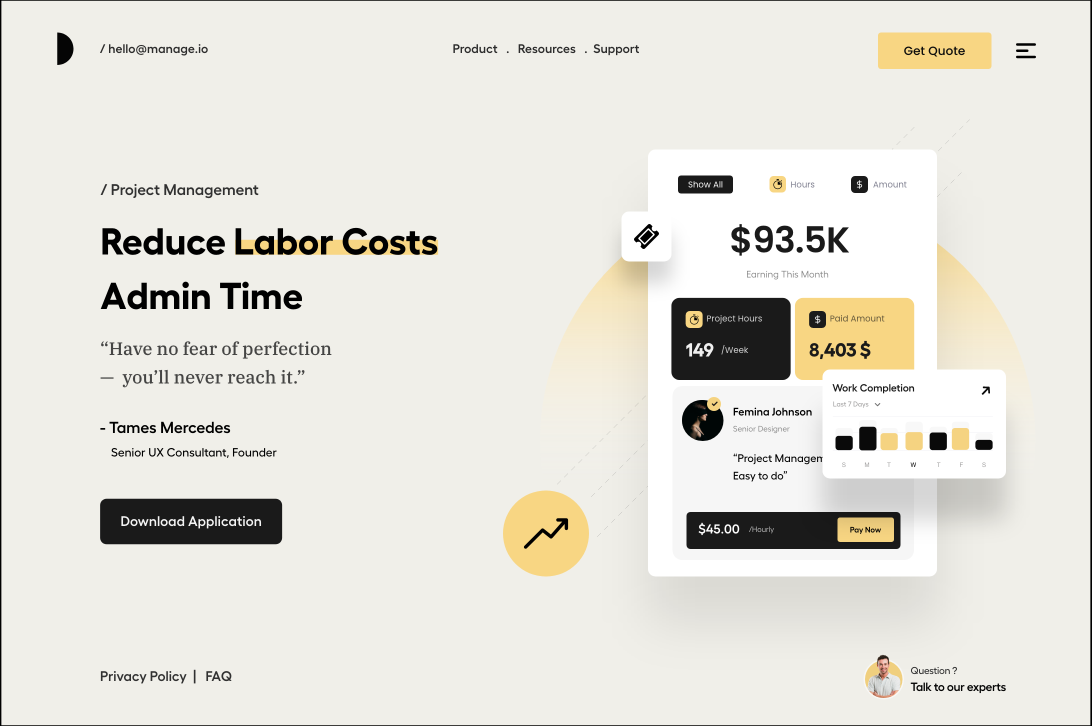 / hello@manage.io
Product . Resources . Support
Get Quote
/ Project Management
Reduce Labor Costs
Admin Time
“Have no fear of perfection
— you’ll never reach it.”
- Tames Mercedes
Senior UX Consultant, Founder
Download Application
Show All
Hours
$ Amount
$93.5K
Earning This Month
Project Hours
149 /Week
$ Paid Amount
8,403 $
Work Completion
Last 7 Days
S M T W T F S
Femina Johnson
Senior Designer
“Project Managem
Easy to do”
$45.00 /Hourly
Pay Now
Privacy Policy | FAQ
Question ?
Talk to our experts